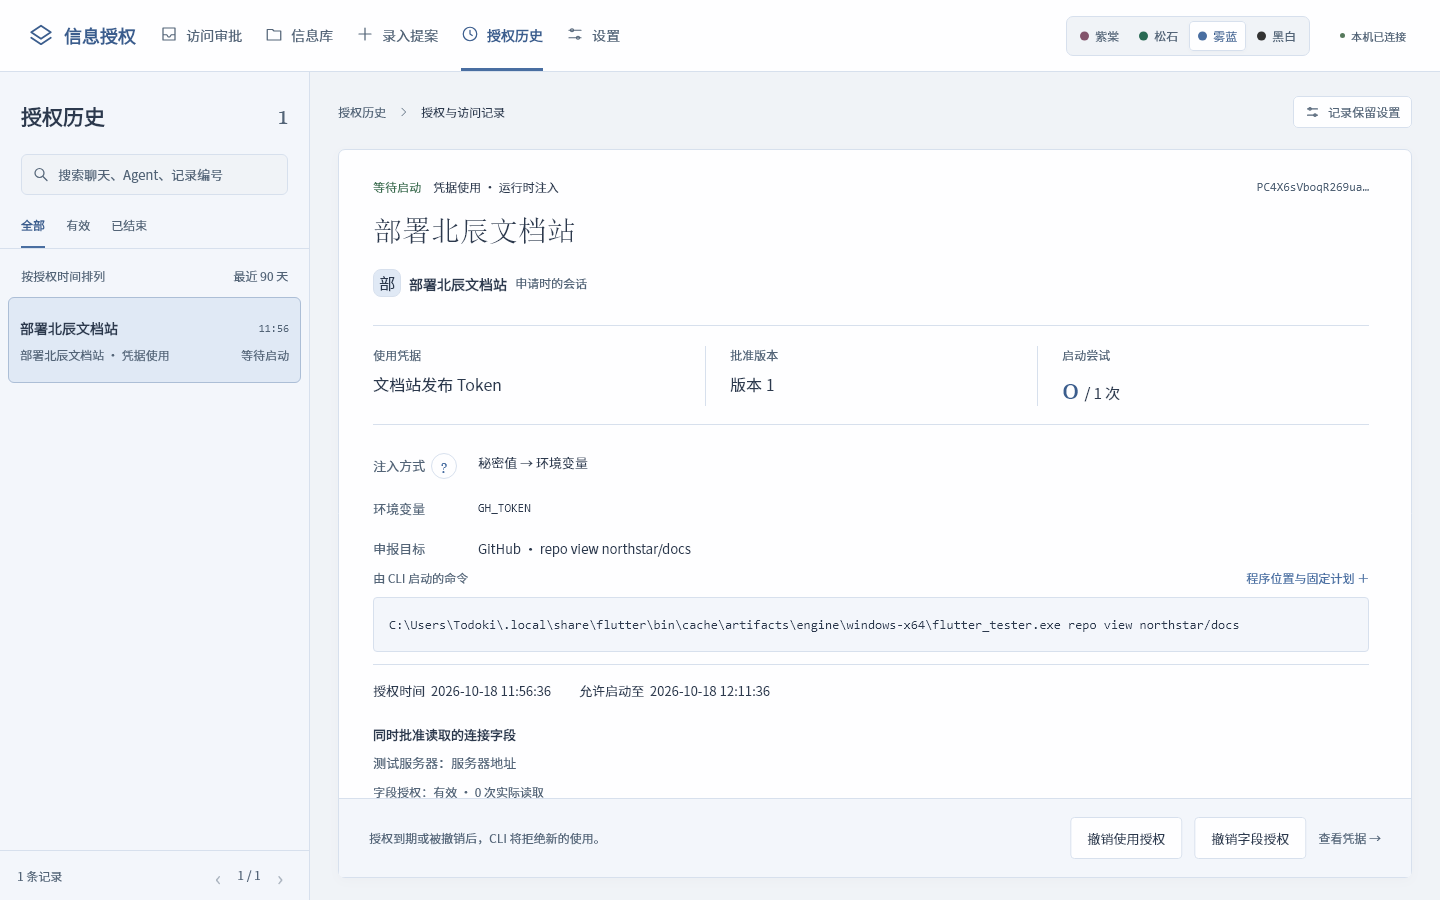 信息授权
访问审批
信息库
录入提案
授权历史
设置
紫棠
松石
雾蓝
黑白
本机已连接
授权历史
1
搜索聊天、Agent、记录编号
全部
有效
已结束
按授权时间排列
最近 90 天
部署北辰文档站
11:56
部署北辰文档站 · 凭据使用
等待启动
1 条记录
1 / 1
授权历史
授权与访问记录
记录保留设置
等待启动 凭据使用 · 运行时注入
PC4X6sVboqR269ua…
部署北辰文档站
部
部署北辰文档站 申请时的会话
使用凭据
文档站发布 Token
批准版本
版本 1
启动尝试
0 / 1 次
注入方式 ? 秘密值 → 环境变量
环境变量 GH_TOKEN
申报目标 GitHub · repo view northstar/docs
由 CLI 启动的命令
程序位置与固定计划
C:\Users\Todoki\.local\share\flutter\bin\cache\artifacts\engine\windows-x64\flutter_tester.exe repo view northstar/docs
授权时间 2026-10-18 11:56:36 允许启动至 2026-10-18 12:11:36
同时批准读取的连接字段
测试服务器：服务器地址
字段授权：有效 · 0 次实际读取
授权到期或被撤销后，CLI 将拒绝新的使用。
撤销使用授权
撤销字段授权
查看凭据 →